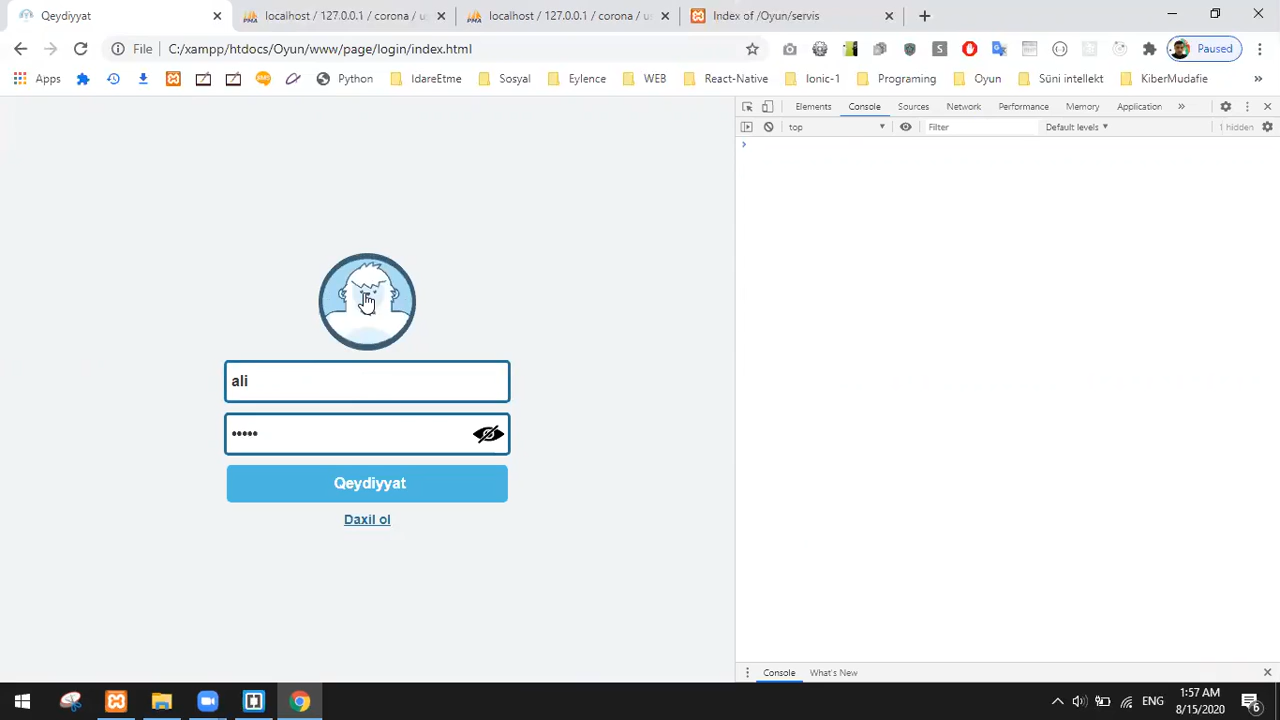 Qeydiyyat
localhost / 127.0.0.1 / corona / u
localhost / 127.0.0.1 / corona / us
Index of /Oyun/servis
File
C:/xampp/htdocs/Oyun/www/page/login/index.html
Paused
Apps
Python
IdareEtme
Sosyal
Eylence
WEB
React-Native
Ionic-1
Programing
Oyun
Süni intellekt
KiberMudafie
»
Elements
Console
Sources
Network
Performance
Memory
Application
»
top
Filter
Default levels
1 hidden
ali
•••••
Qeydiyyat
Daxil ol
Console
What's New
ENG
1:57 AM
8/15/2020
6